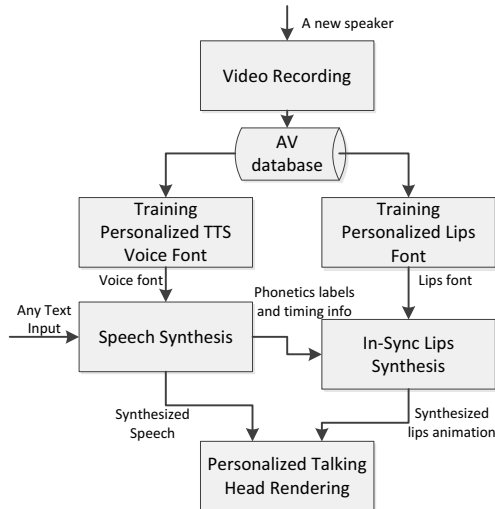 A new speaker
Video Recording
AV
database
Training
Personalized TTS
Voice Font
Training
Personalized Lips
Font
Voice font
Lips font
Any Text
Input
Speech Synthesis
Phonetics labels
and timing info
In-Sync Lips
Synthesis
Synthesized
Speech
Synthesized
lips animation
Personalized Talking
Head Rendering